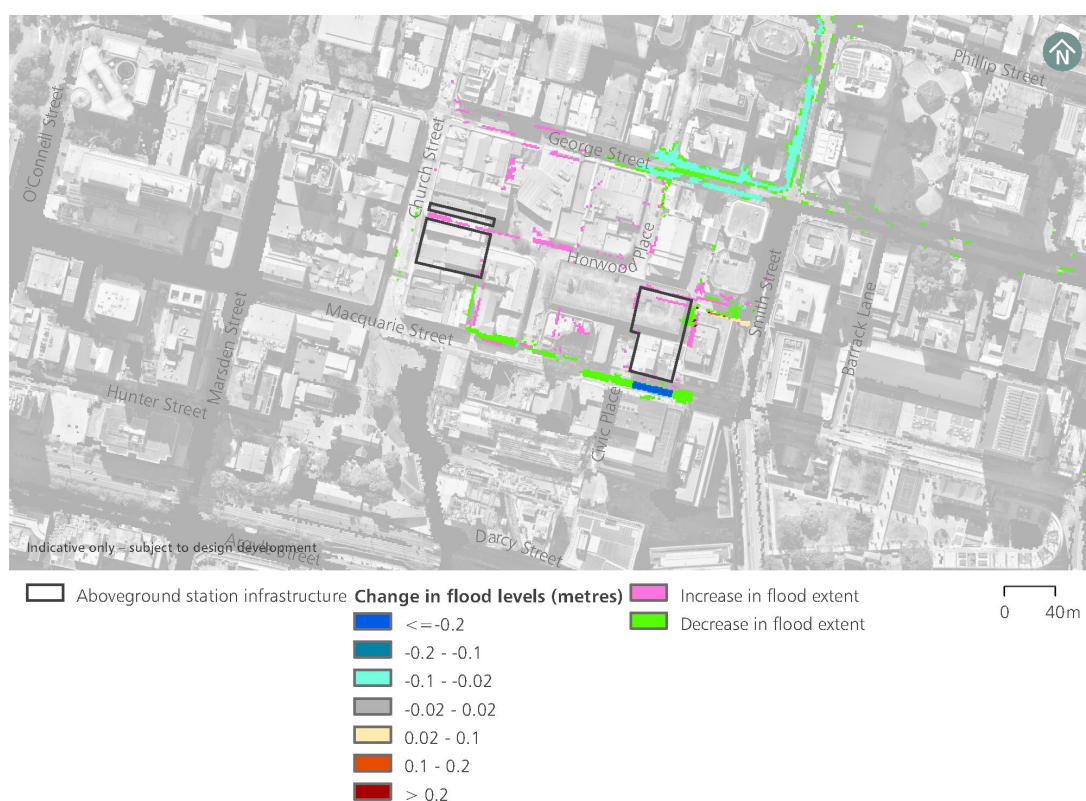 N
Phillip Street
O'Connell Street
George Street
Church Street
Horwood Place
Smith Street
Barrack Lane
Macquarie Street
Marsden Street
Hunter Street
Civic Place
Darcy Street
Argyle Street
Indicative only – subject to design development
Aboveground station infrastructure
Change in flood levels (metres)
<=-0.2
-0.2 - -0.1
-0.1 - -0.02
-0.02 - 0.02
0.02 - 0.1
0.1 - 0.2
> 0.2
Increase in flood extent
Decrease in flood extent
0 40m